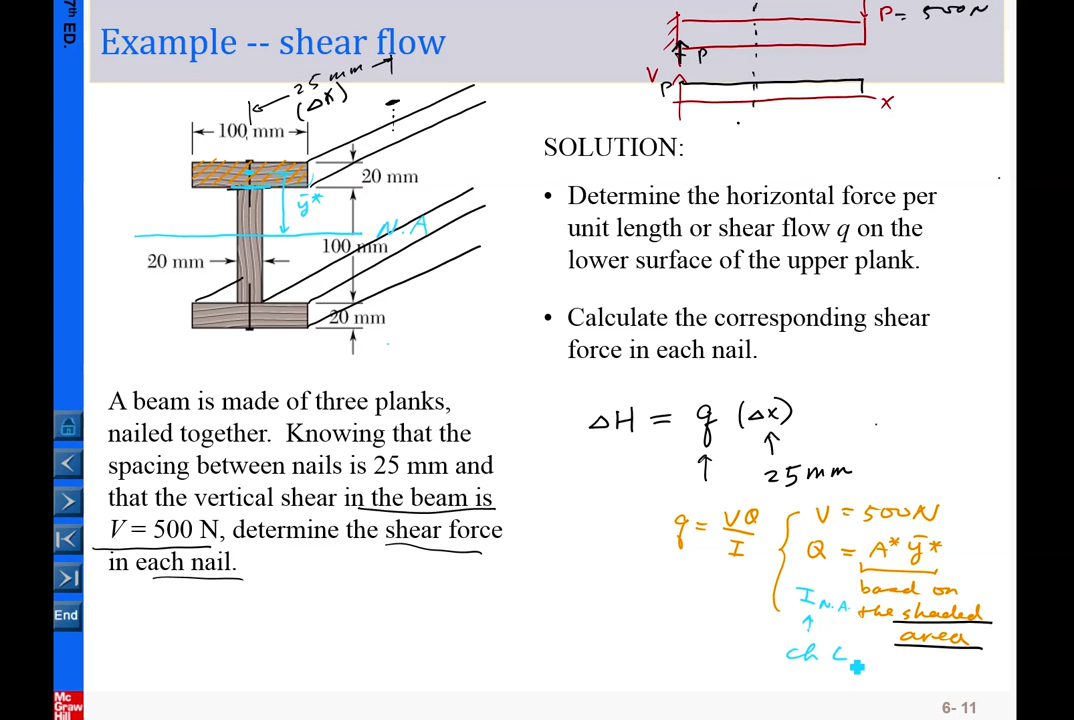 7th ED.
Example -- shear flow
P = 500N
P
V
P
x
25 mm
(Δx)
100 mm
20 mm
ȳ*
N.A
100 mm
20 mm
20 mm
SOLUTION:
• Determine the horizontal force per
unit length or shear flow q on the
lower surface of the upper plank.
• Calculate the corresponding shear
force in each nail.
A beam is made of three planks,
nailed together. Knowing that the
spacing between nails is 25 mm and
that the vertical shear in the beam is
V = 500 N, determine the shear force
in each nail.
ΔH = q (Δx)
25 mm
q = VQ/I
V = 500N
Q = A* ȳ*
based on
the shaded
area
I N.A.
ch
End
Mc
Graw
Hill
6- 11